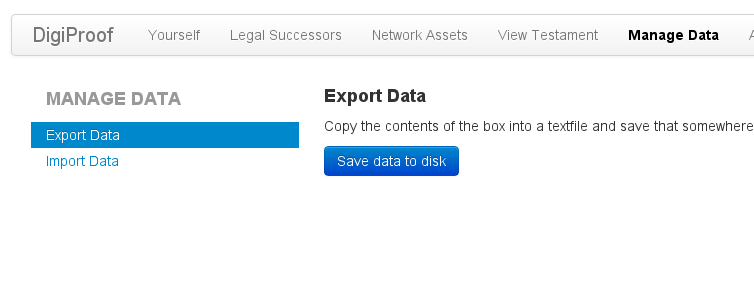 DigiProof Yourself Legal Successors Network Assets View Testament Manage Data
MANAGE DATA
Export Data
Import Data
Export Data
Copy the contents of the box into a textfile and save that somewhere
Save data to disk